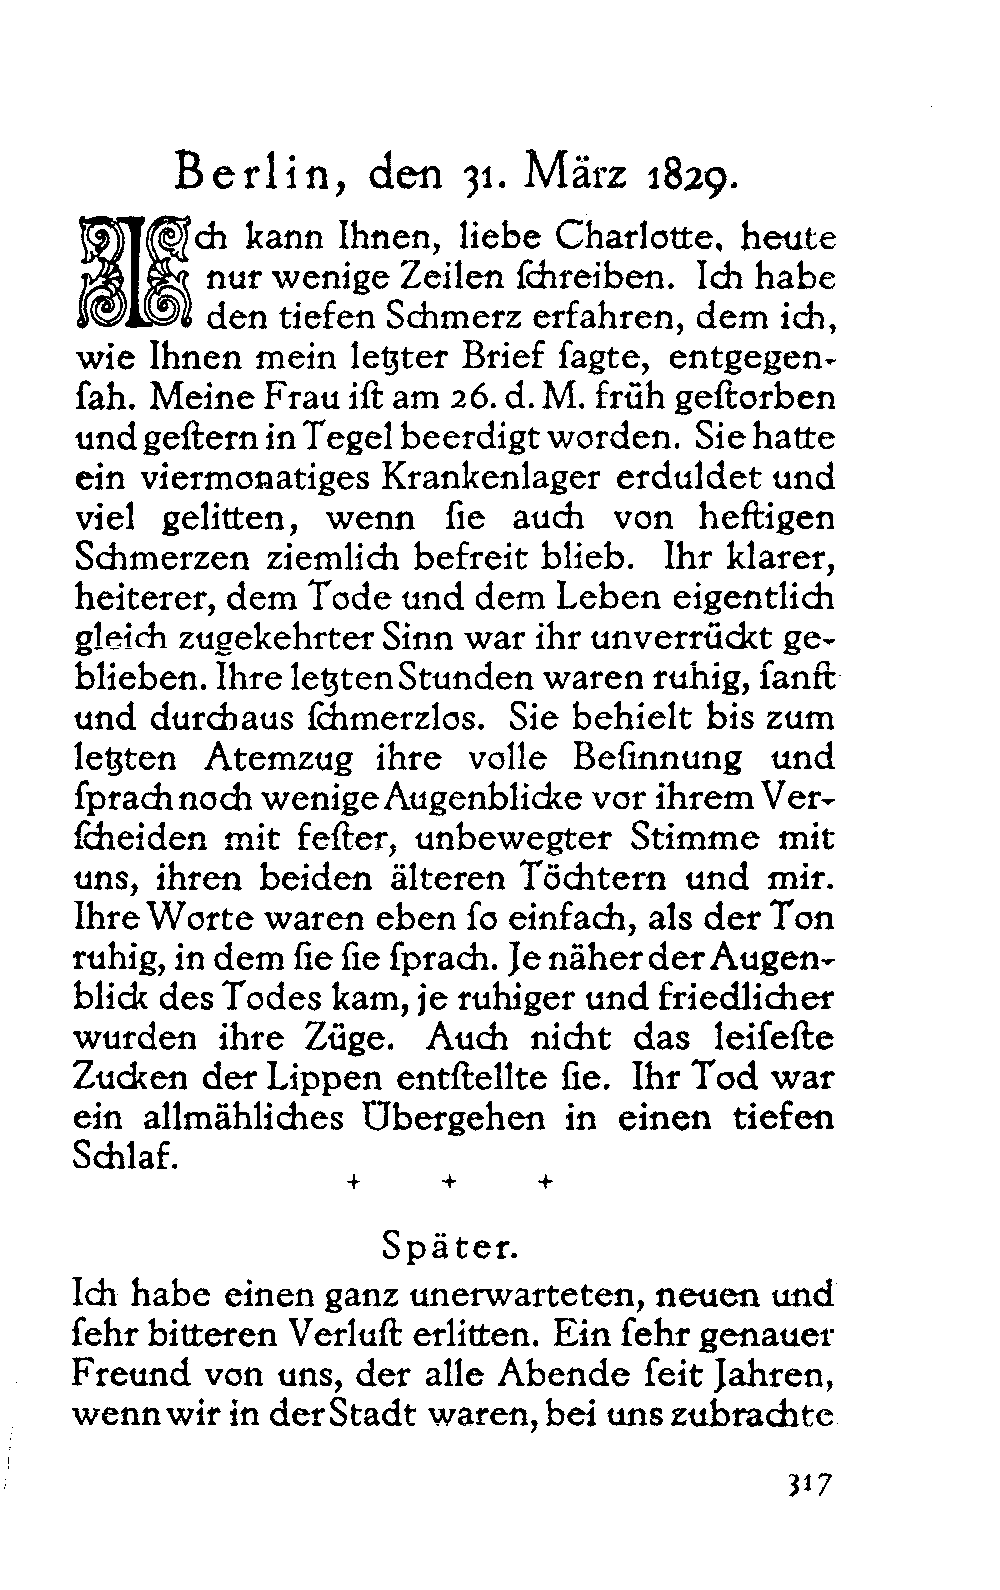 Berlin, den 31. März 1829.
Ich kann Ihnen, liebe Charlotte, heute
nur wenige Zeilen ſchreiben. Ich habe
den tiefen Schmerz erfahren, dem ich,
wie Ihnen mein letzter Brief ſagte, entgegen-
ſah. Meine Frau iſt am 26. d. M. früh geſtorben
und geſtern in Tegel beerdigt worden. Sie hatte
ein viermonatiges Krankenlager erduldet und
viel gelitten, wenn ſie auch von heftigen
Schmerzen ziemlich befreit blieb. Ihr klarer,
heiterer, dem Tode und dem Leben eigentlich
gleich zugekehrter Sinn war ihr unverrückt ge-
blieben. Ihre letzten Stunden waren ruhig, ſanft
und durchaus ſchmerzlos. Sie behielt bis zum
letzten Atemzug ihre volle Beſinnung und
ſprach noch wenige Augenblicke vor ihrem Ver-
ſcheiden mit feſter, unbewegter Stimme mit
uns, ihren beiden älteren Töchtern und mir.
Ihre Worte waren eben ſo einfach, als der Ton
ruhig, in dem ſie ſie ſprach. Je näher der Augen-
blick des Todes kam, je ruhiger und friedlicher
wurden ihre Züge. Auch nicht das leiſeſte
Zucken der Lippen entſtellte ſie. Ihr Tod war
ein allmähliches Übergehen in einen tiefen
Schlaf.
+ + +
Später.
Ich habe einen ganz unerwarteten, neuen und
ſehr bitteren Verluſt erlitten. Ein ſehr genauer
Freund von uns, der alle Abende ſeit Jahren,
wenn wir in der Stadt waren, bei uns zubrachte
317